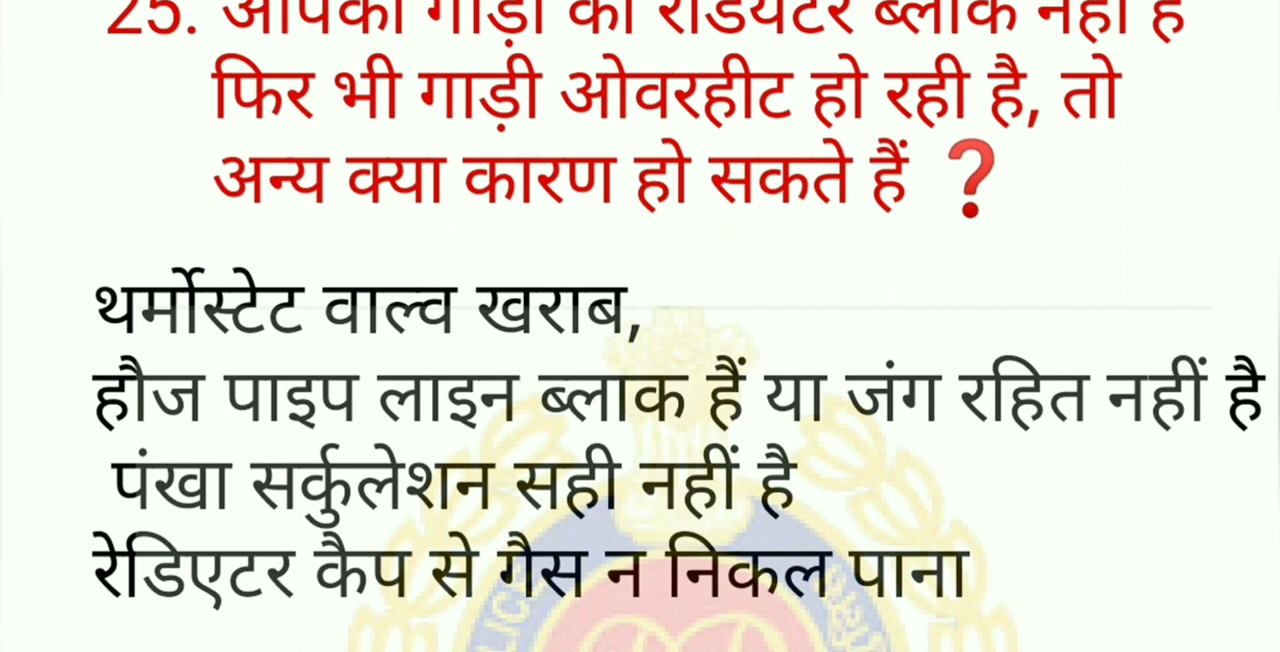 25. आपकी गाड़ी का रेडियेटर ब्लाक नहीं है
फिर भी गाड़ी ओवरहीट हो रही है, तो
अन्य क्या कारण हो सकते हैं ❓
थर्मोस्टेट वाल्व खराब,
हौज पाइप लाइन ब्लाक हैं या जंग रहित नहीं है
पंखा सर्कुलेशन सही नहीं है
रेडिएटर कैप से गैस न निकल पाना
LICE